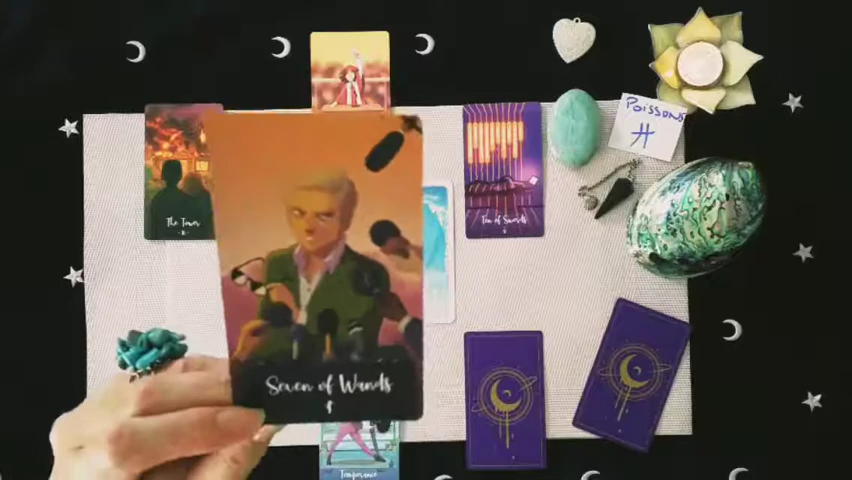 Poissons
The Tower
Ten of Swords
Seven of Wands
Temperance